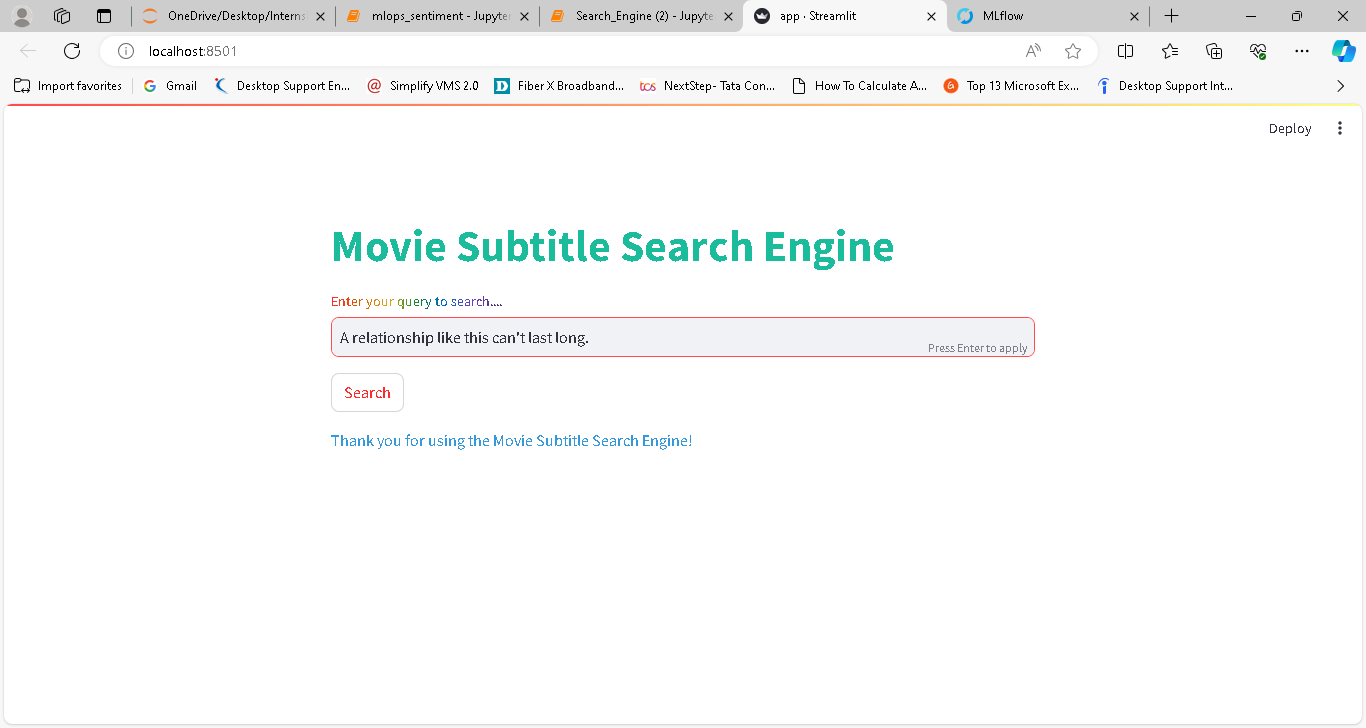 OneDrive/Desktop/Interns
mlops_sentiment - Jupyte
Search_Engine (2) - Jupyte
app · Streamlit
MLflow
localhost:8501
Import favorites
Gmail
Desktop Support En...
Simplify VMS 2.0
Fiber X Broadband...
tcs NextStep- Tata Con...
How To Calculate A...
Top 13 Microsoft Ex...
Desktop Support Int...
Deploy
Movie Subtitle Search Engine
Enter your query to search....
A relationship like this can't last long.
Press Enter to apply
Search
Thank you for using the Movie Subtitle Search Engine!